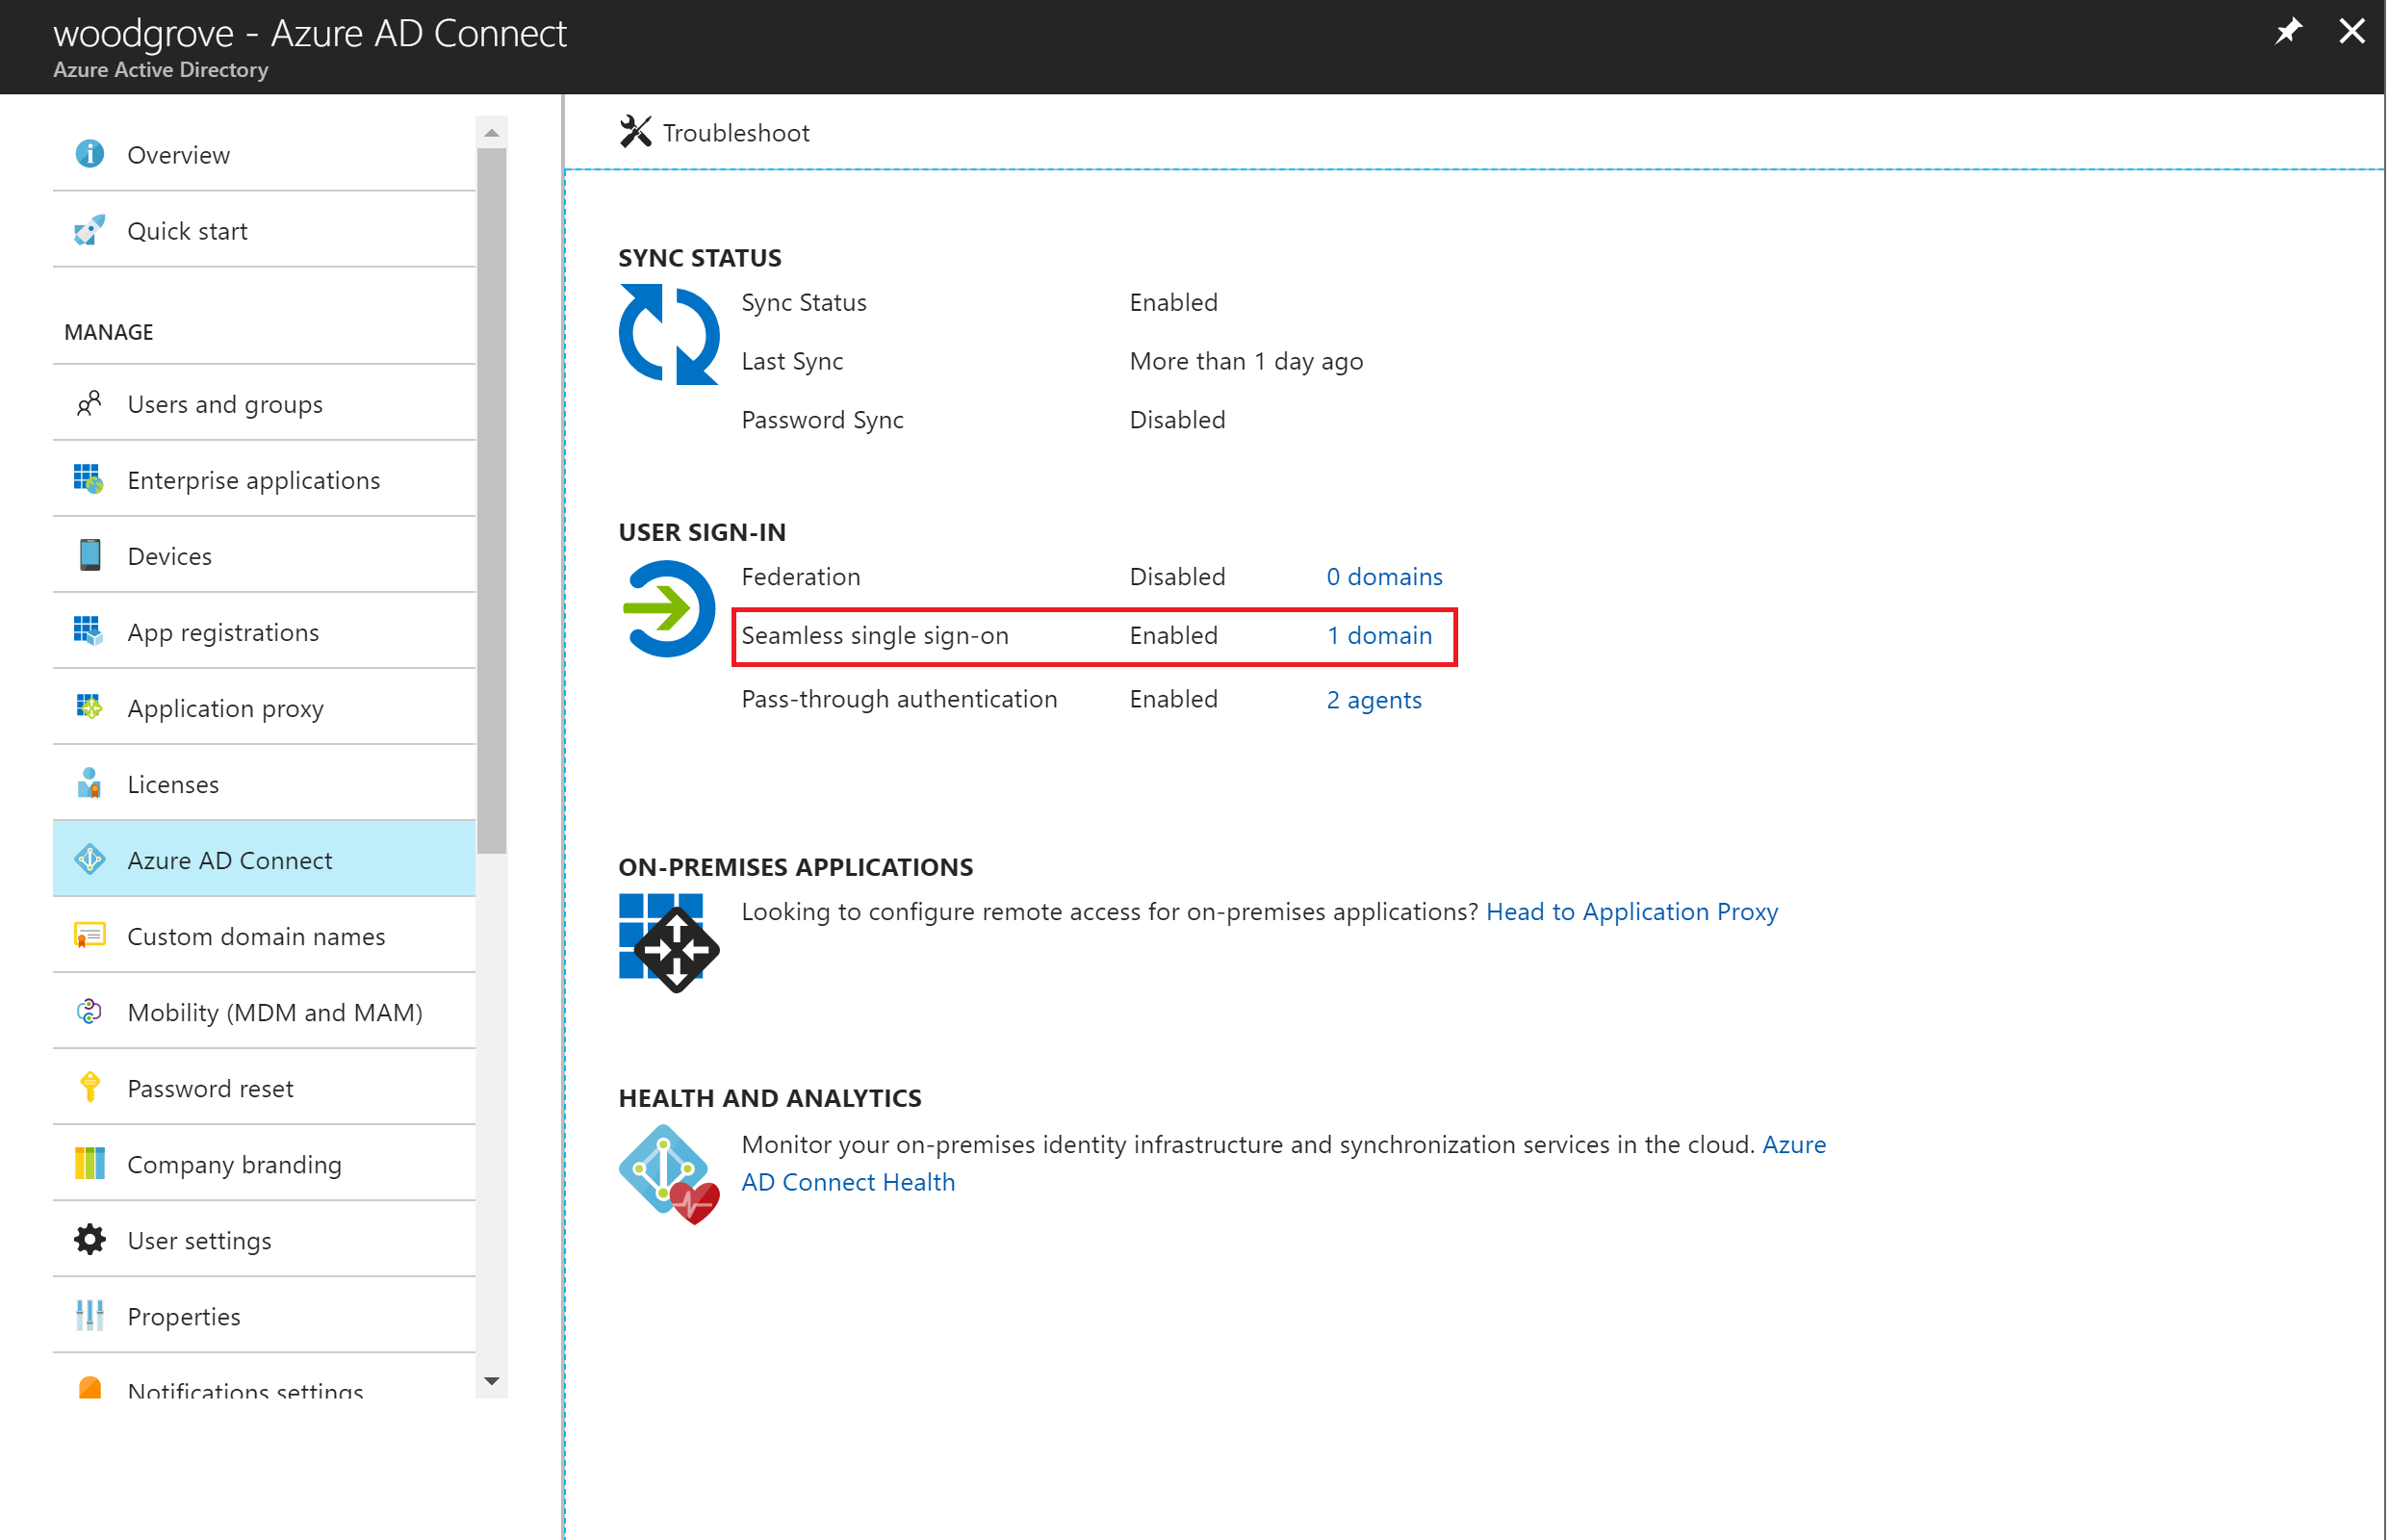 woodgrove - Azure AD Connect
Azure Active Directory
Overview
Quick start
MANAGE
Users and groups
Enterprise applications
Devices
App registrations
Application proxy
Licenses
Azure AD Connect
Custom domain names
Mobility (MDM and MAM)
Password reset
Company branding
User settings
Properties
Notifications settings
Troubleshoot
SYNC STATUS
Sync Status Enabled
Last Sync More than 1 day ago
Password Sync Disabled
USER SIGN-IN
Federation Disabled 0 domains
Seamless single sign-on Enabled 1 domain
Pass-through authentication Enabled 2 agents
ON-PREMISES APPLICATIONS
Looking to configure remote access for on-premises applications? Head to Application Proxy
HEALTH AND ANALYTICS
Monitor your on-premises identity infrastructure and synchronization services in the cloud. Azure
AD Connect Health